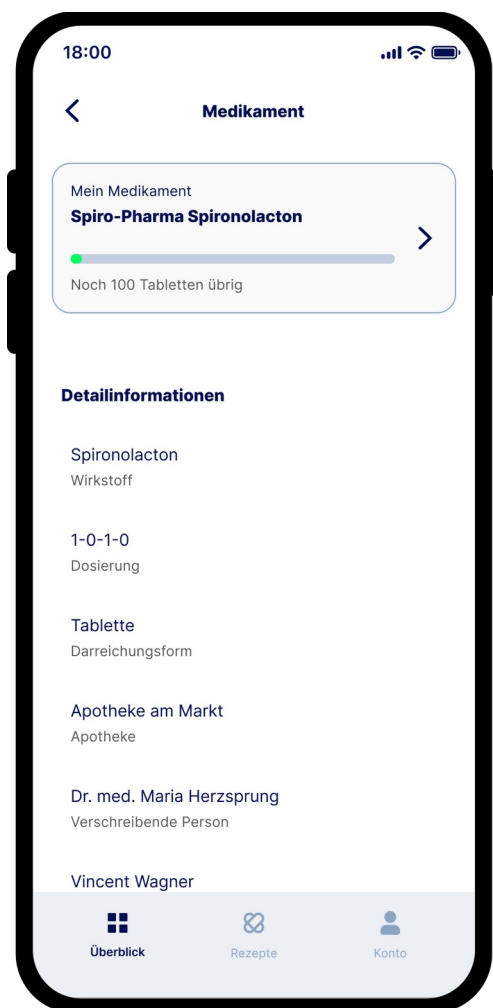 18:00
Medikament
Mein Medikament
Spiro-Pharma Spironolacton
Noch 100 Tabletten übrig
Detailinformationen
Spironolacton
Wirkstoff
1-0-1-0
Dosierung
Tablette
Darreichungsform
Apotheke am Markt
Apotheke
Dr. med. Maria Herzsprung
Verschreibende Person
Vincent Wagner
Überblick
Rezepte
Konto